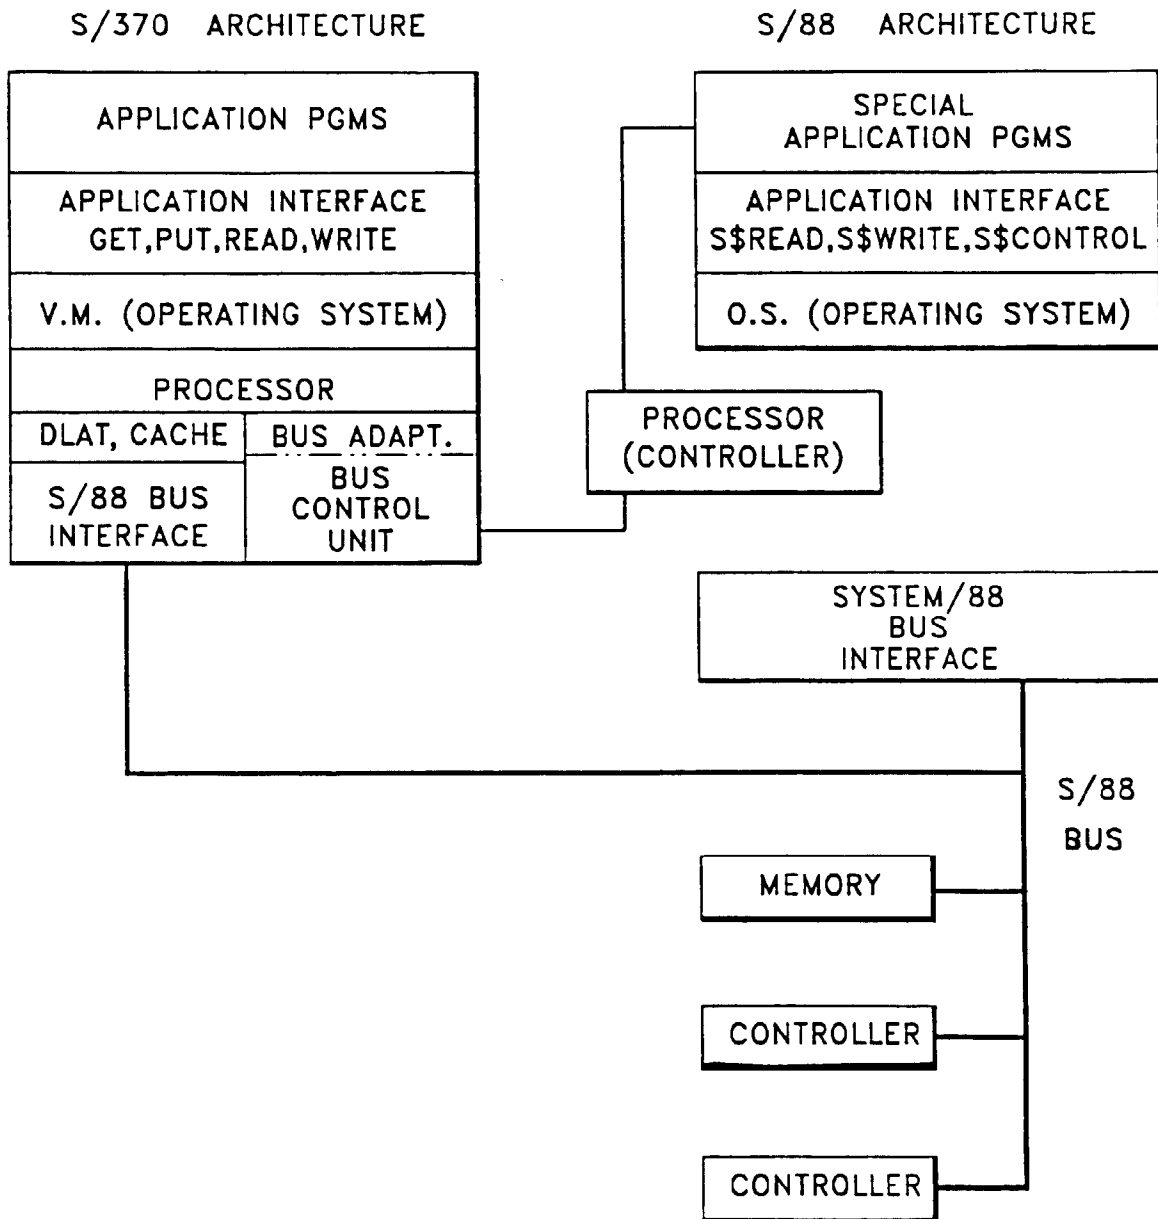 S/370 ARCHITECTURE
APPLICATION PGMS
APPLICATION INTERFACE
GET,PUT,READ,WRITE
V.M. (OPERATING SYSTEM)
PROCESSOR
DLAT, CACHE
BUS ADAPT.
S/88 BUS
INTERFACE
BUS
CONTROL
UNIT
S/88 ARCHITECTURE
SPECIAL
APPLICATION PGMS
APPLICATION INTERFACE
S$READ,S$WRITE,S$CONTROL
O.S. (OPERATING SYSTEM)
PROCESSOR
(CONTROLLER)
SYSTEM/88
BUS
INTERFACE
S/88
BUS
MEMORY
CONTROLLER
CONTROLLER